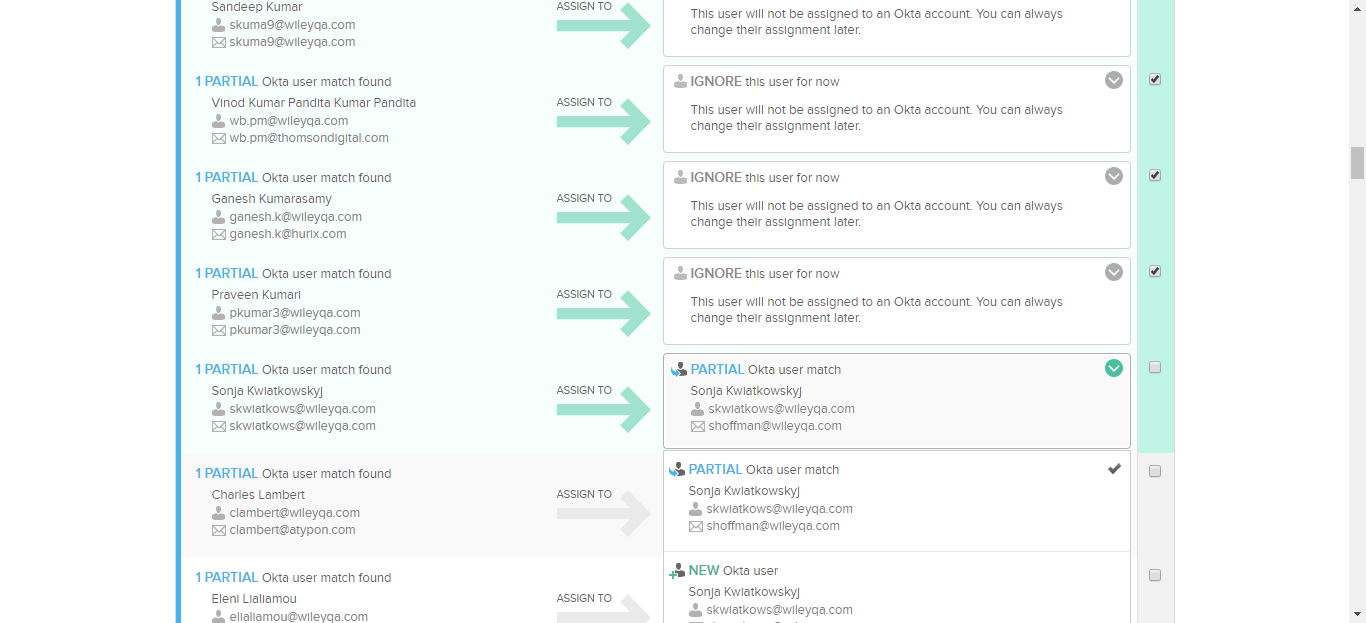 Sandeep Kumar
skuma9@wileyqa.com
skuma9@wileyqa.com
ASSIGN TO
This user will not be assigned to an Okta account. You can always
change their assignment later.
1 PARTIAL Okta user match found
Vinod Kumar Pandita Kumar Pandita
wb.pm@wileyqa.com
wb.pm@thomsondigital.com
ASSIGN TO
IGNORE this user for now
This user will not be assigned to an Okta account. You can always
change their assignment later.
1 PARTIAL Okta user match found
Ganesh Kumarasamy
ganesh.k@wileyqa.com
ganesh.k@hurix.com
ASSIGN TO
IGNORE this user for now
This user will not be assigned to an Okta account. You can always
change their assignment later.
1 PARTIAL Okta user match found
Praveen Kumari
pkumar3@wileyqa.com
pkumar3@wileyqa.com
ASSIGN TO
IGNORE this user for now
This user will not be assigned to an Okta account. You can always
change their assignment later.
1 PARTIAL Okta user match found
Sonja Kwiatkowskyj
skwiatkows@wileyqa.com
skwiatkows@wileyqa.com
ASSIGN TO
PARTIAL Okta user match
Sonja Kwiatkowskyj
skwiatkows@wileyqa.com
shoffman@wileyqa.com
1 PARTIAL Okta user match found
Charles Lambert
clambert@wileyqa.com
clambert@atypon.com
ASSIGN TO
PARTIAL Okta user match
Sonja Kwiatkowskyj
skwiatkows@wileyqa.com
shoffman@wileyqa.com
1 PARTIAL Okta user match found
Eleni Lialiamou
elialiamou@wileyqa.com
ASSIGN TO
NEW Okta user
Sonja Kwiatkowskyj
skwiatkows@wileyqa.com